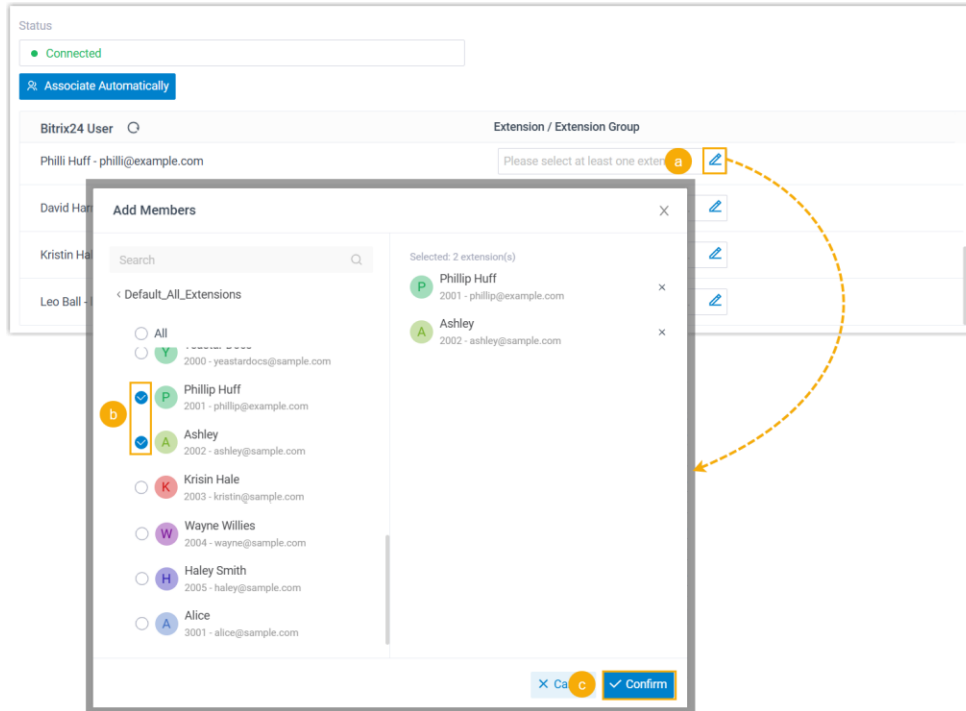 Status
Connected
Associate Automatically
Bitrix24 User Extension / Extension Group
Philli Huff - philli@example.com Please select at least one exten a
David
Add Members
Kristin
Search Selected: 2 extension(s)
Phillip Huff
P 2001 - phillip@example.com
Default_All_Extensions
Leo Ball -
Ashley
A 2002 - ashley@sample.com
All
Y
2000 - yeastardocs@sample.com
Phillip Huff
P 2001 - phillip@example.com
b
Ashley
A 2002 - ashley@sample.com
Krisin Hale
K 2003 - kristin@sample.com
Wayne Willies
W 2004 - wayne@sample.com
Haley Smith
H 2005 - haley@sample.com
Alice
A 3001 - alice@sample.com
c Confirm